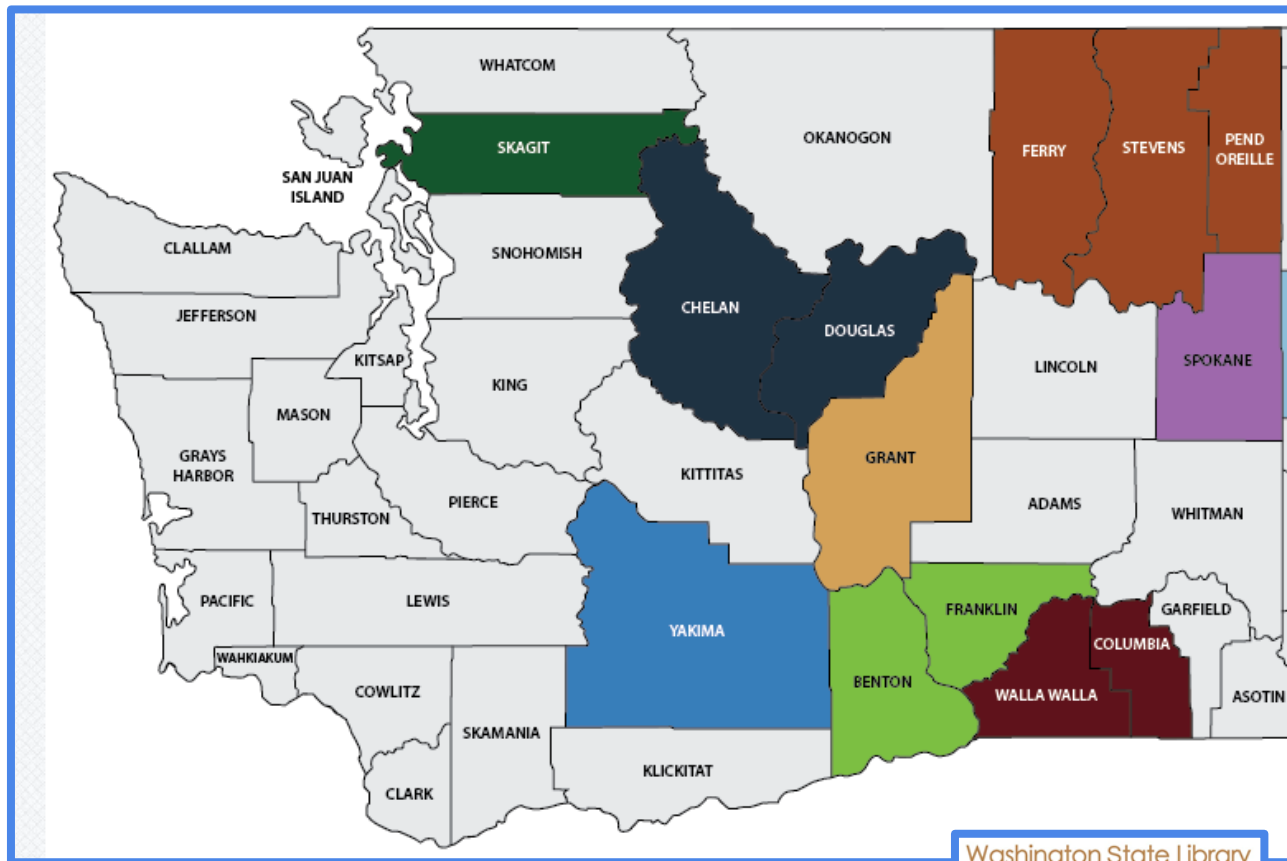 WHATCOM
OKANOGON
FERRY
STEVENS
PEND
OREILLE
SKAGIT
SAN JUAN
ISLAND
CLALLAM
SNOHOMISH
JEFFERSON
CHELAN
DOUGLAS
KITSAP
KING
LINCOLN
SPOKANE
MASON
GRAYS
HARBOR
GRANT
KITTITAS
PIERCE
THURSTON
ADAMS
WHITMAN
PACIFIC
LEWIS
YAKIMA
FRANKLIN
GARFIELD
COLUMBIA
WAHKIAKUM
COWLITZ
BENTON
WALLA WALLA
ASOTIN
SKAMANIA
KLICKITAT
CLARK
Washington State Library